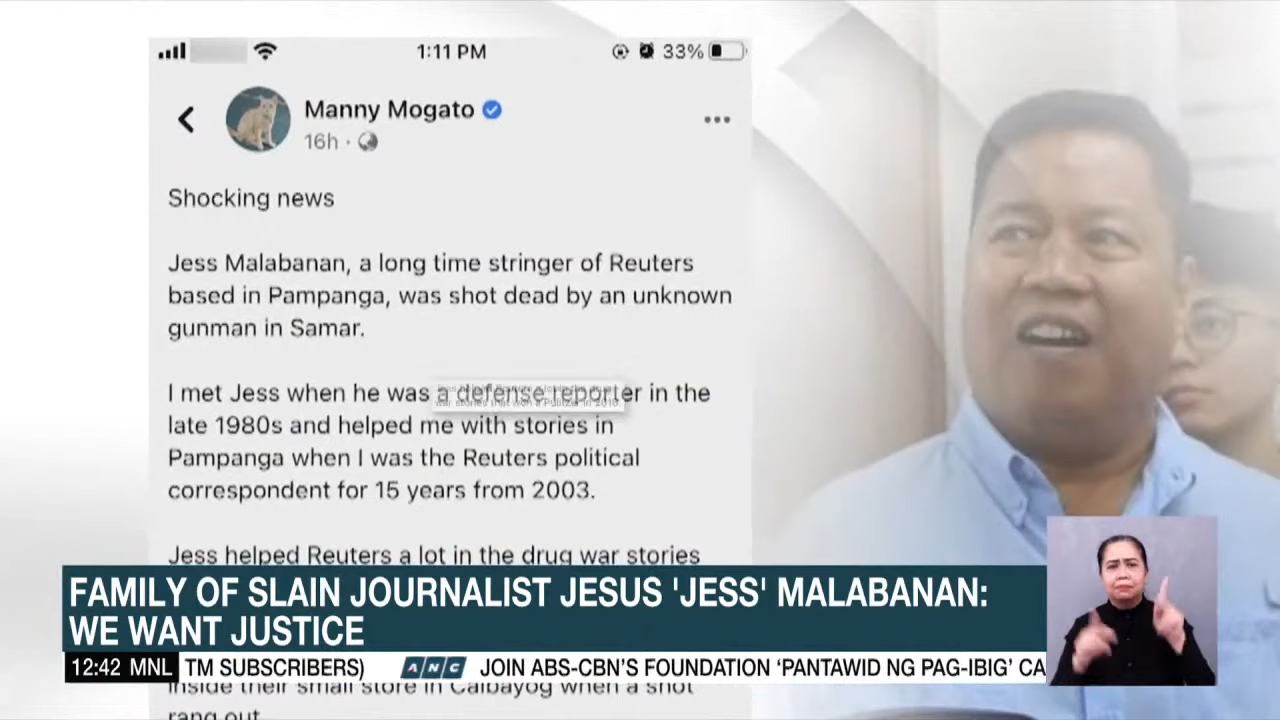 1:11 PM
33%
Manny Mogato
16h ·
Shocking news
Jess Malabanan, a long time stringer of Reuters
based in Pampanga, was shot dead by an unknown
gunman in Samar.
I met Jess when he was a defense reporter in the
late 1980s and helped me with stories in
Pampanga when I was the Reuters political
correspondent for 15 years from 2003.
Jess helped Reuters a lot in the drug war stories
FAMILY OF SLAIN JOURNALIST JESUS 'JESS' MALABANAN:
WE WANT JUSTICE
12:42 MNL TM SUBSCRIBERS) ANC JOIN ABS-CBN'S FOUNDATION 'PANTAWID NG PAG-IBIG' CA
inside their small store in Calbayog when a shot
rang out